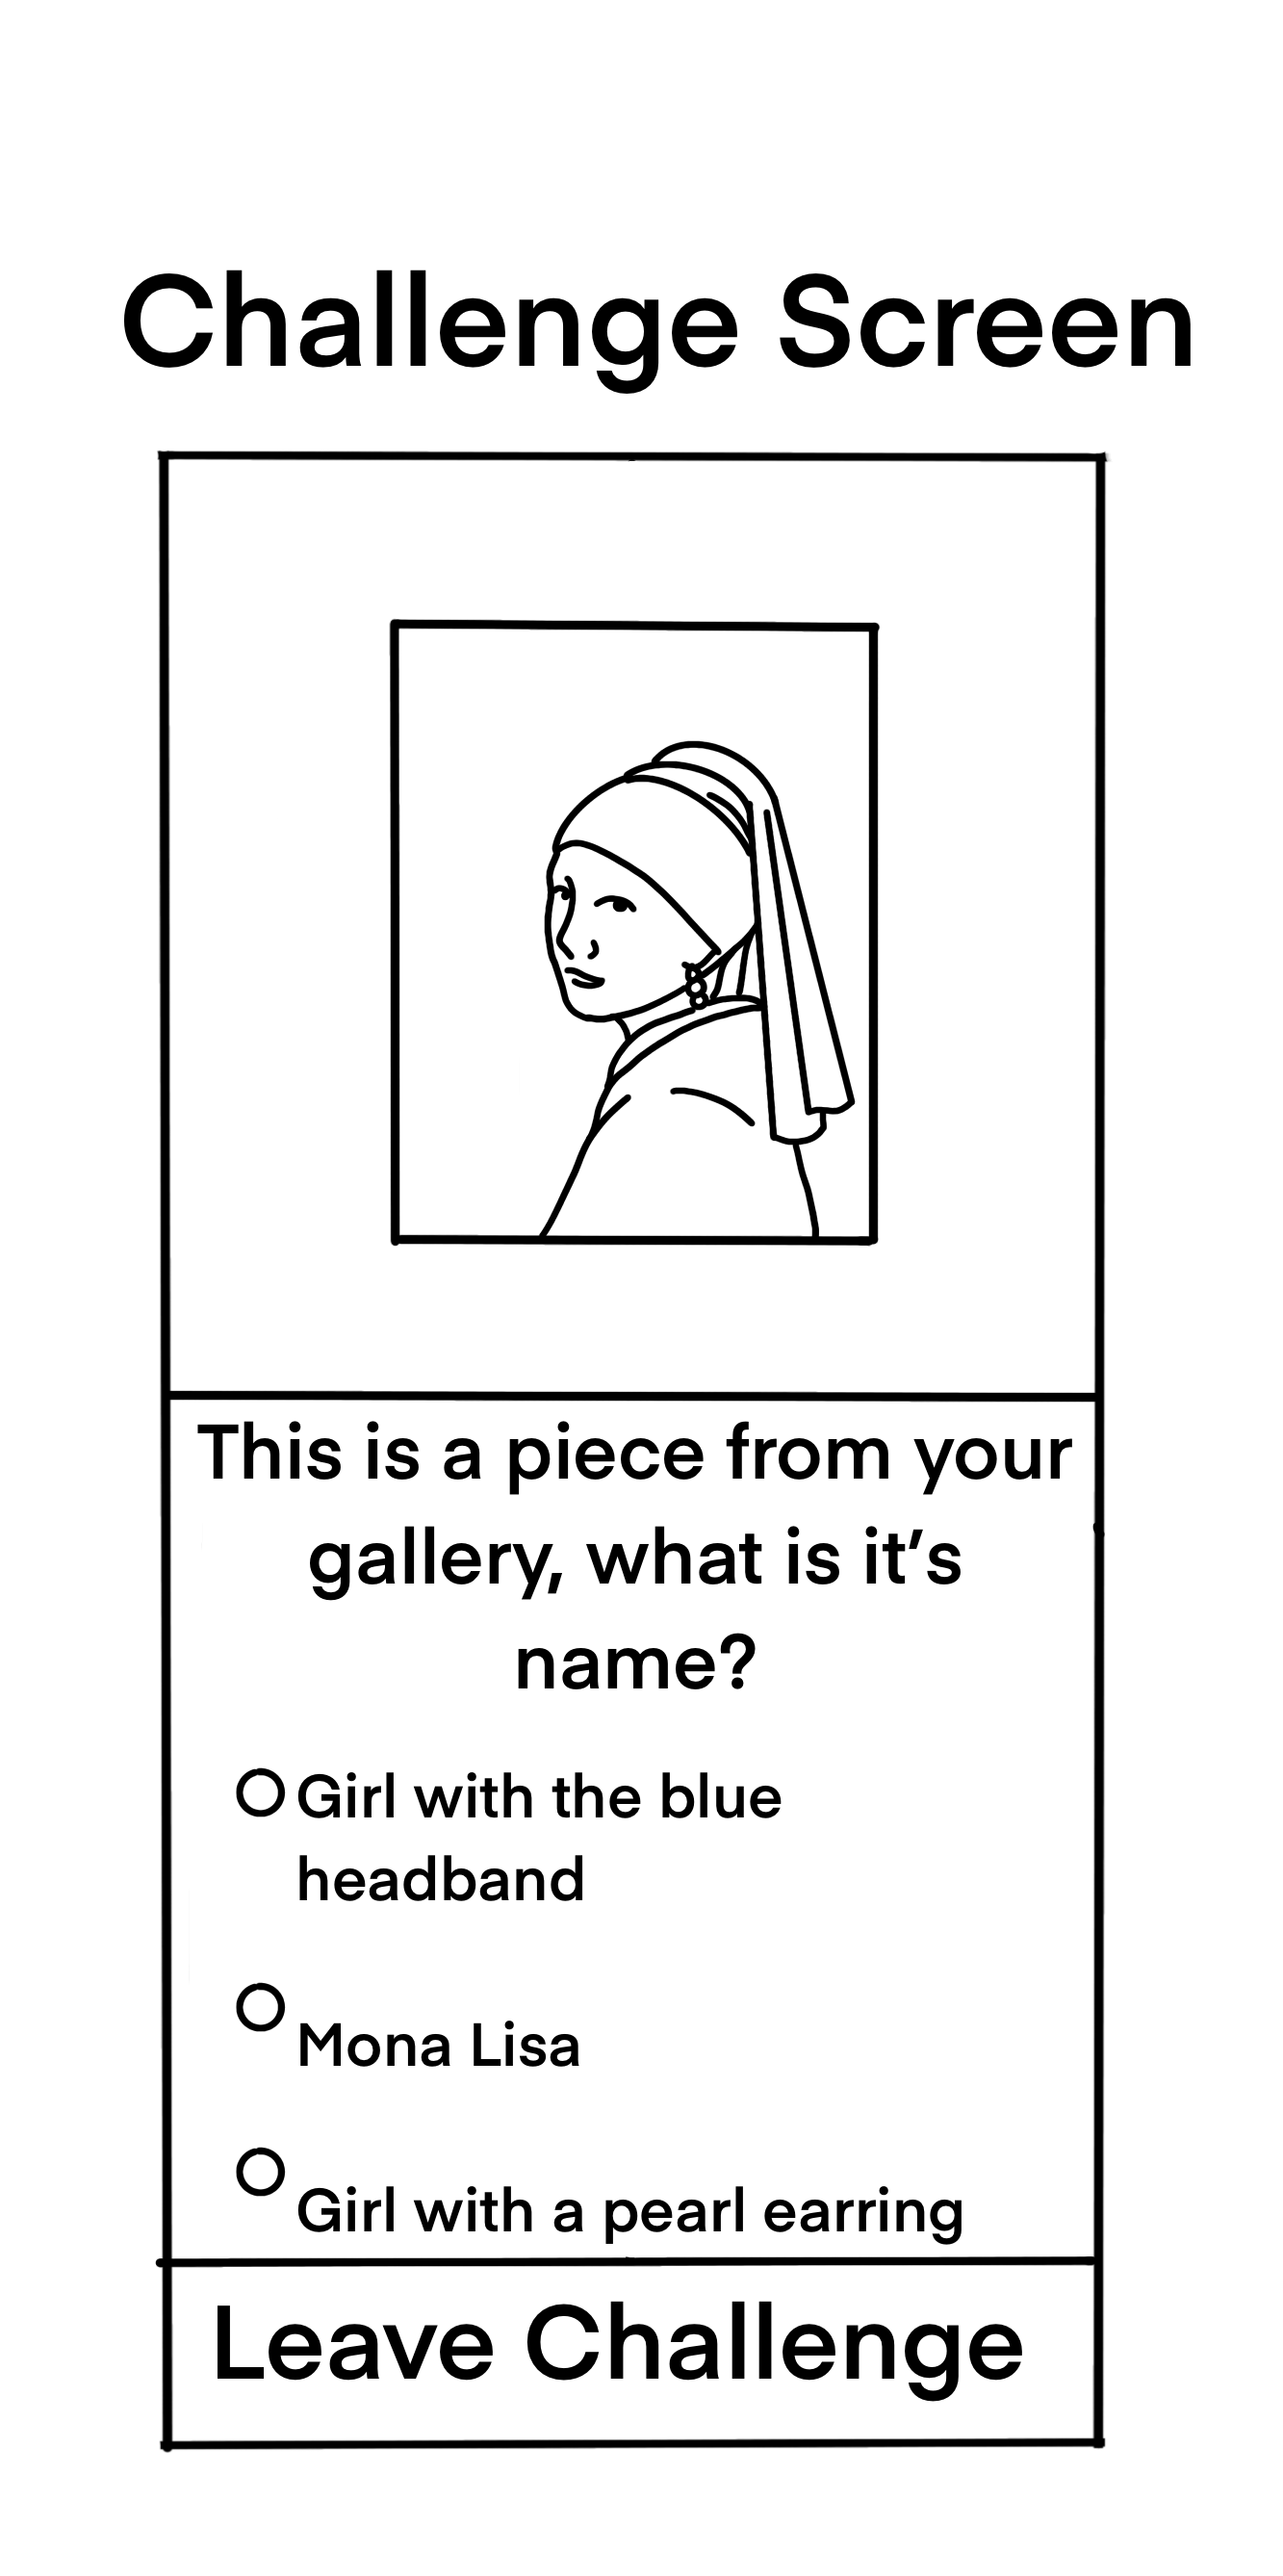 Challenge Screen
This is a piece from your
gallery, what is it’s
name?
Girl with the blue
headband
Mona Lisa
Girl with a pearl earring
Leave Challenge